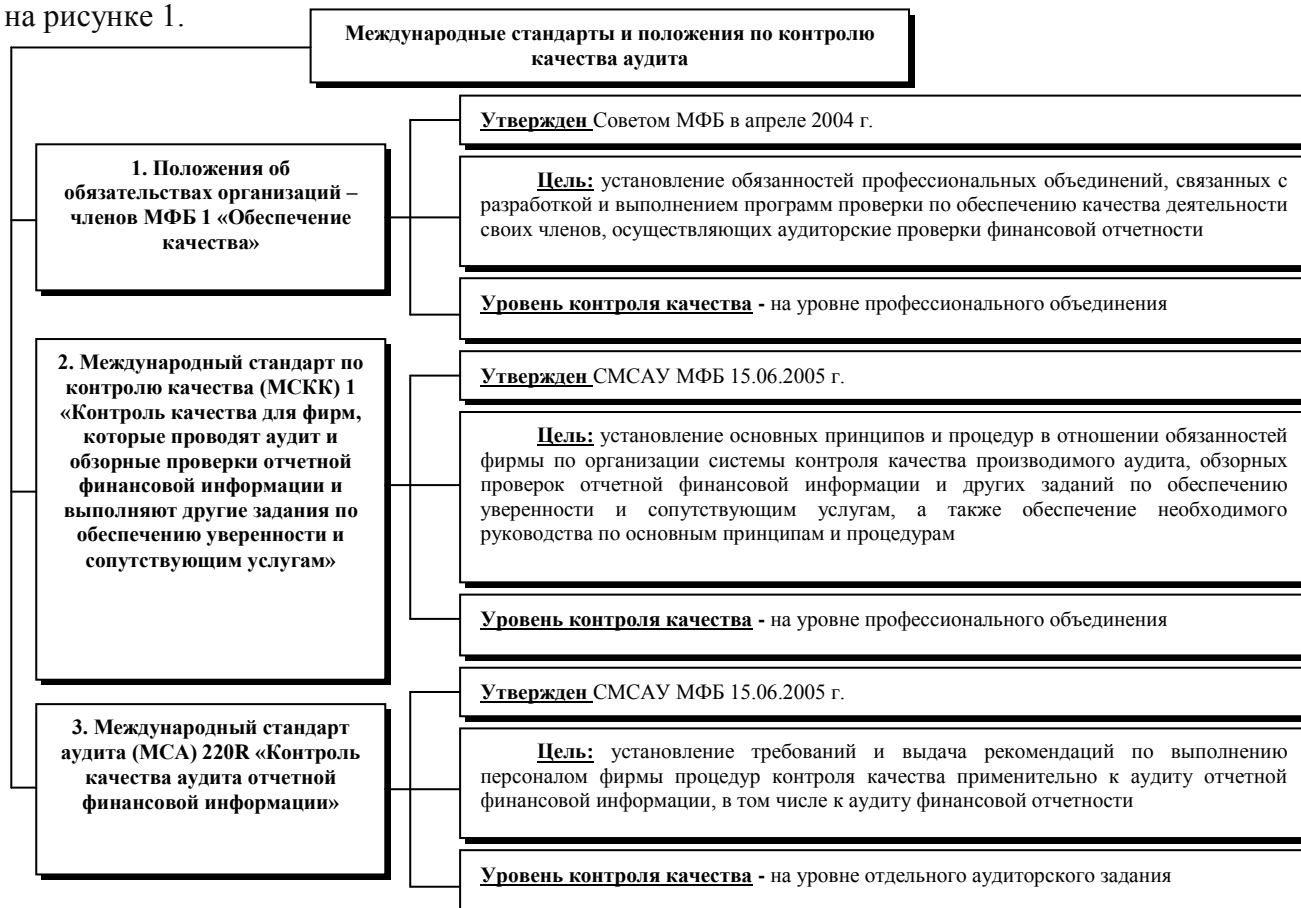 на рисунке 1.
Международные стандарты и положения по контролю
качества аудита
1. Положения об
обязательствах организаций –
членов МФБ 1 «Обеспечение
качества»
Утвержден Советом МФБ в апреле 2004 г.
Цель: установление обязанностей профессиональных объединений, связанных с
разработкой и выполнением программ проверки по обеспечению качества деятельности
своих членов, осуществляющих аудиторские проверки финансовой отчетности
Уровень контроля качества - на уровне профессионального объединения
2. Международный стандарт по
контролю качества (МСКК) 1
«Контроль качества для фирм,
которые проводят аудит и
обзорные проверки отчетной
финансовой информации и
выполняют другие задания по
обеспечению уверенности и
сопутствующим услугам»
Утвержден СМСАУ МФБ 15.06.2005 г.
Цель: установление основных принципов и процедур в отношении обязанностей
фирмы по организации системы контроля качества производимого аудита, обзорных
проверок отчетной финансовой информации и других заданий по обеспечению
уверенности и сопутствующим услугам, а также обеспечение необходимого
руководства по основным принципам и процедурам
Уровень контроля качества - на уровне профессионального объединения
3. Международный стандарт
аудита (МСА) 220R «Контроль
качества аудита отчетной
финансовой информации»
Утвержден СМСАУ МФБ 15.06.2005 г.
Цель: установление требований и выдача рекомендаций по выполнению
персоналом фирмы процедур контроля качества применительно к аудиту отчетной
финансовой информации, в том числе к аудиту финансовой отчетности
Уровень контроля качества - на уровне отдельного аудиторского задания